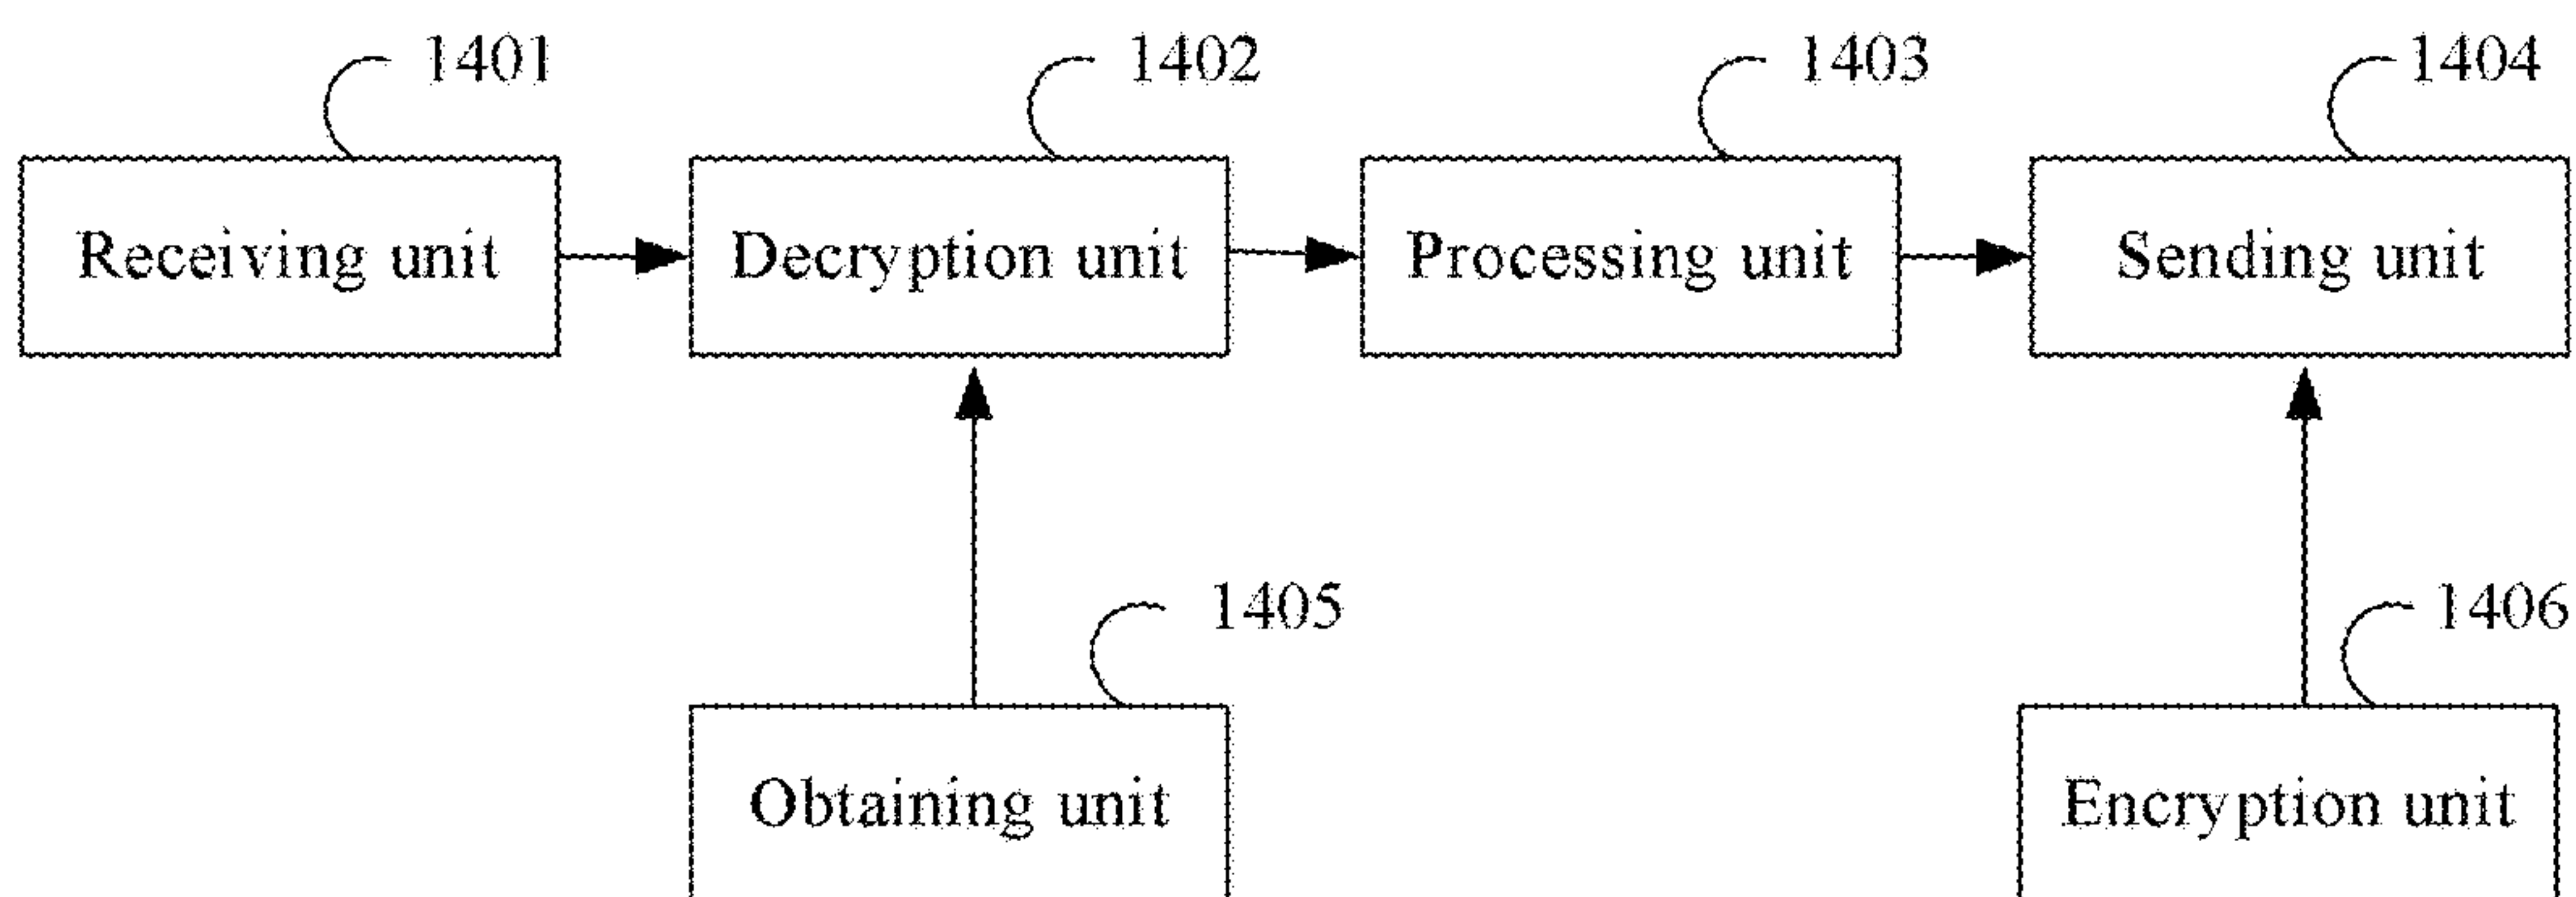 1401 1402 1403 1404
Receiving unit Decryption unit Processing unit Sending unit
1405 1406
Obtaining unit Encryption unit